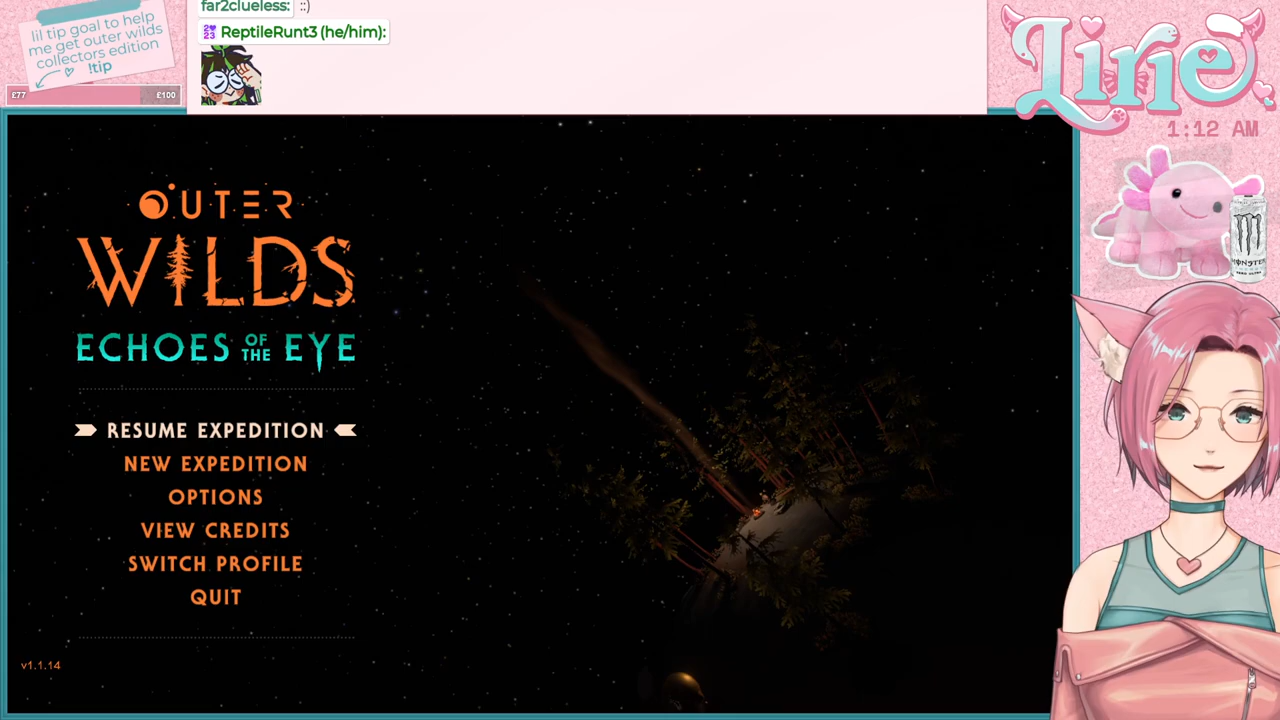 far2clueless: :)
lil tip goal to help
me get outer wilds
collectors edition
!tip
£77
£100
ReptileRunt3 (he/him):
Lirie
1:12 AM
OUTER
WILDS
ECHOES OF THE EYE
RESUME EXPEDITION
NEW EXPEDITION
OPTIONS
VIEW CREDITS
SWITCH PROFILE
QUIT
v1.1.14
MONSTER